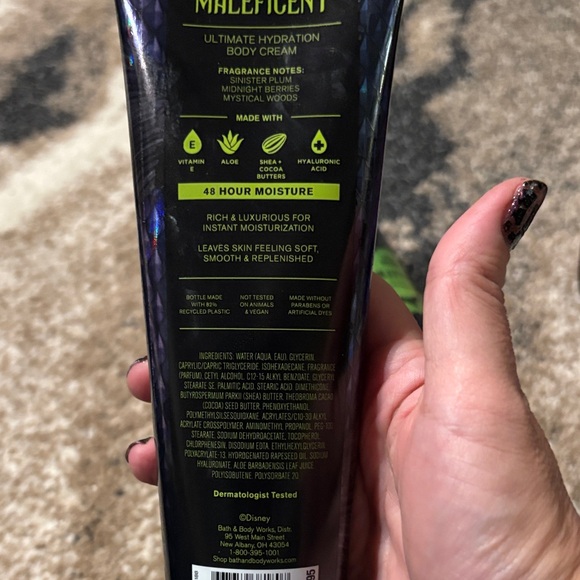 MALEFICENT
ULTIMATE HYDRATION
BODY CREAM
FRAGRANCE NOTES:
SINISTER PLUM
MIDNIGHT BERRIES
MYSTICAL WOODS
MADE WITH
E
VITAMIN
E
ALOE
SHEA +
COCOA
BUTTERS
HYALURONIC
ACID
48 HOUR MOISTURE
RICH & LUXURIOUS FOR
INSTANT MOISTURIZATION
LEAVES SKIN FEELING SOFT,
SMOOTH & REPLENISHED
BOTTLE MADE
WITH 92%
RECYCLED PLASTIC
NOT TESTED
ON ANIMALS
& VEGAN
MADE WITHOUT
PARABENS OR
ARTIFICIAL DYES
INGREDIENTS: WATER (AQUA, EAU), GLYCERIN,
CAPRYLIC/CAPRIC TRIGLYCERIDE, ISOHEXADECANE, FRAGRANCE
(PARFUM), CETYL ALCOHOL, C12-15 ALKYL BENZOATE, GLYCERYL
STEARATE SE, PALMITIC ACID, STEARIC ACID, DIMETHICONE,
BUTYROSPERMUM PARKII (SHEA) BUTTER, THEOBROMA CACAO
(COCOA) SEED BUTTER, PHENOXYETHANOL,
POLYMETHYLSILSESQUIOXANE, ACRYLATES/C10-30 ALKYL
ACRYLATE CROSSPOLYMER, AMINOMETHYL PROPANOL, PEG-100
STEARATE, SODIUM DEHYDROACETATE, TOCOPHEROL,
CHLORPHENESIN, DISODIUM EDTA, ETHYLHEXYLGLYCERIN,
POLYACRYLATE-13, HYDROGENATED RAPESEED OIL, SODIUM
HYALURONATE, ALOE BARBADENSIS LEAF JUICE,
POLYISOBUTENE, POLYSORBATE 20
Dermatologist Tested
©Disney
Bath & Body Works, Distr.
95 West Main Street
New Albany, OH 43054
1-800-395-1001
Shop bathandbodyworks.com